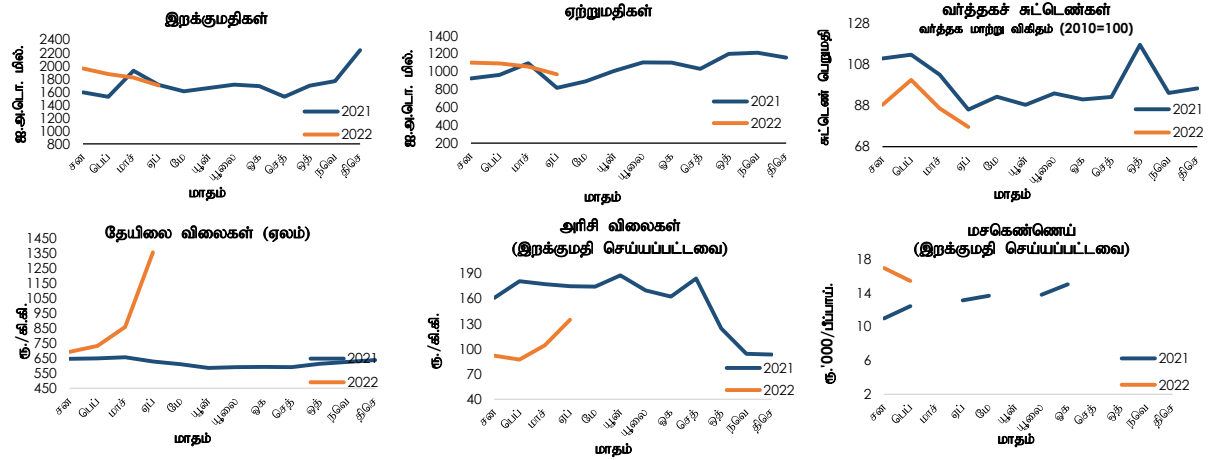 இறக்குமதிகள்
ஐ.அ.டொ. மில்.
2400
2200
2000
1800
1600
1400
1200
1000
800
2021
2022
சன
பெப்
மாச்
ஏப்
மே
யூன்
யூலை
ஒக
செத்
ஒத்
நவெ
திசெ
மாதம்
ஏற்றுமதிகள்
ஐ.அ.டொ. மில்.
1400
1200
1000
800
600
400
200
2021
2022
சன
பெப்
மாச்
ஏப்
மே
யூன்
யூலை
ஒக
செத்
ஒத்
நவெ
திசெ
மாதம்
வர்த்தகச் சுட்டெண்கள்
வர்த்தக மாற்று விகிதம் (2010=100)
சுட்டெண் பெறுமதி
128
108
88
68
2021
2022
சன
பெப்
மாச்
ஏப்
மே
யூன்
யூலை
ஒக
செத்
ஒத்
நவெ
திசெ
மாதம்
தேயிலை விலைகள் (ஏலம்)
ரூ./கி.கி.
1450
1350
1250
1150
1050
950
850
750
650
550
450
2021
2022
சன
பெப்
மாச்
ஏப்
மே
யூன்
யூலை
ஒக
செத்
ஒத்
நவெ
திசெ
மாதம்
அரிசி விலைகள்
(இறக்குமதி செய்யப்பட்டவை)
ரூ./கி.கி.
190
160
130
100
70
40
2021
2022
சன
பெப்
மாச்
ஏப்
மே
யூன்
யூலை
ஒக
செத்
ஒத்
நவெ
திசெ
மாதம்
மசகெண்ணெய்
(இறக்குமதி செய்யப்பட்டவை)
ரூ.'000/பீப்பாய்.
18
14
10
6
2
2021
2022
சன
பெப்
மாச்
ஏப்
மே
யூன்
யூலை
ஒக
செத்
ஒத்
நவெ
திசெ
மாதம்